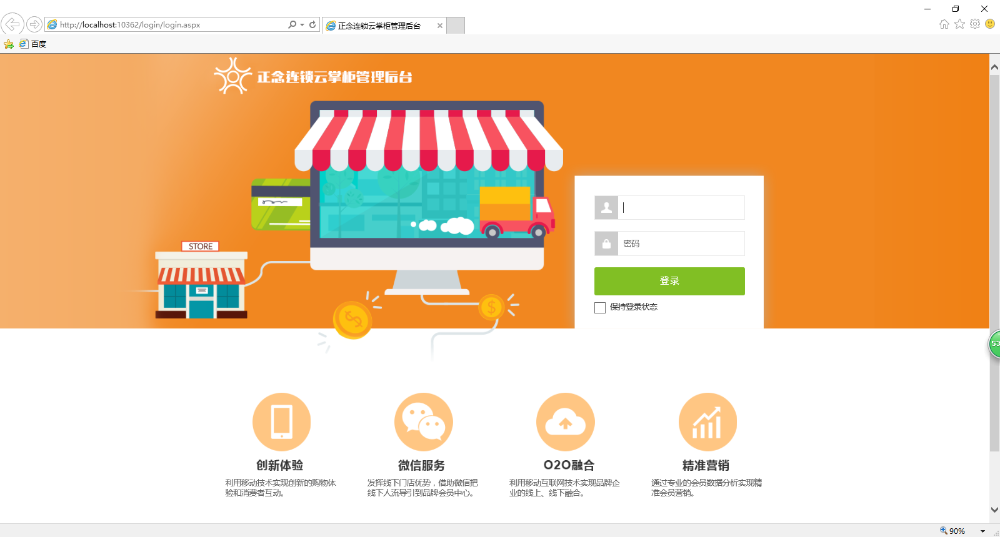 http://localhost:10362/login/login.aspx
正念连锁云掌柜管理后台
百度
正念连锁云掌柜管理后台
STORE
密码
登录
保持登录状态
53
创新体验
利用移动技术实现创新的购物体
验和消费者互动。
微信服务
发挥线下门店优势，借助微信把
线下人流导引到品牌会员中心。
O2O融合
利用移动互联网技术实现品牌企
业的线上、线下融合。
精准营销
通过专业的会员数据分析实现精
准会员营销。
90%